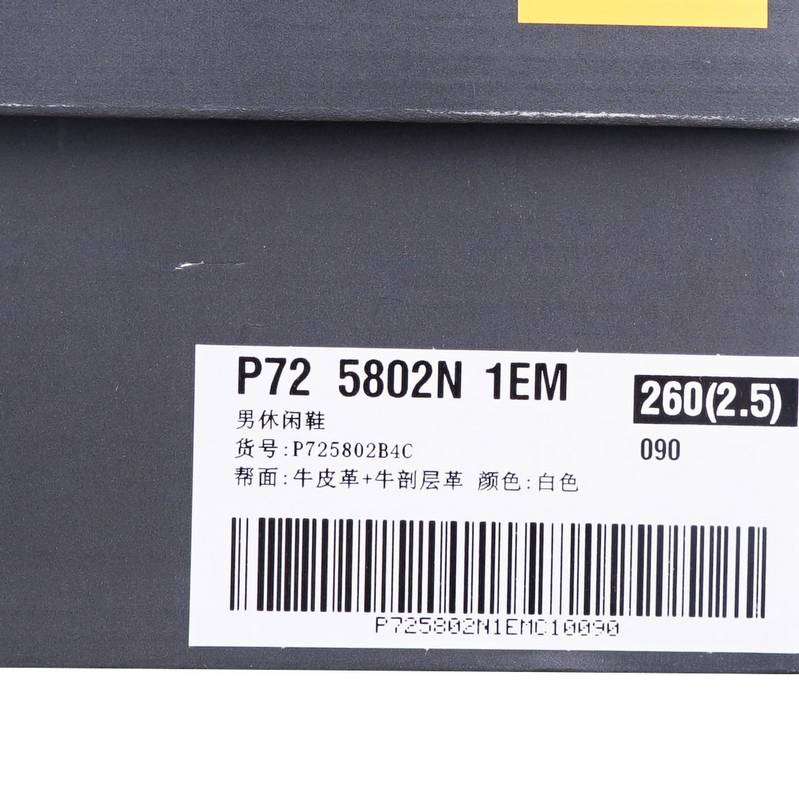 P72 5802N 1EM
260(2.5)
男休闲鞋
货号:P725802B4C
090
帮面:牛皮革+牛剖层革 颜色:白色
P725802N1EMC10090